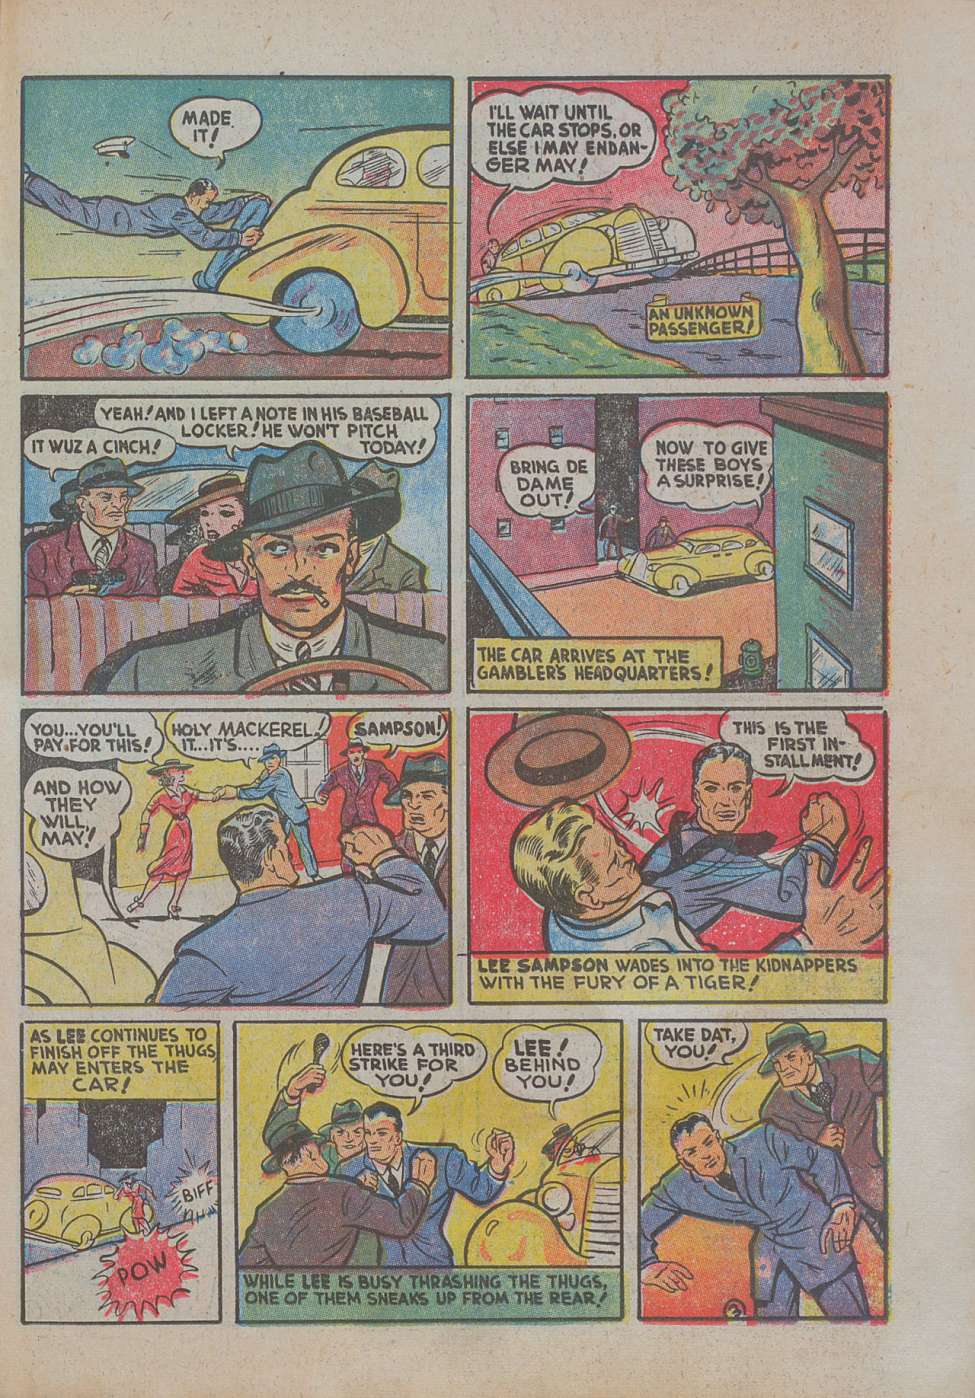 MADE
IT!
I'LL WAIT UNTIL
THE CAR STOPS, OR
ELSE I MAY ENDAN-
GER MAY!
AN UNKNOWN
PASSENGER!
IT WUZ A CINCH!
YEAH! AND I LEFT A NOTE IN HIS BASEBALL
LOCKER! HE WON'T PITCH
TODAY!
BRING DE
DAME
OUT!
NOW TO GIVE
THESE BOYS
A SURPRISE!
THE CAR ARRIVES AT THE
GAMBLER'S HEADQUARTERS!
YOU...YOU'LL
PAY FOR THIS!
HOLY MACKEREL!
IT...IT'S....
SAMPSON!
AND HOW
THEY
WILL,
MAY!
THIS IS THE
FIRST IN-
STALLMENT!
LEE SAMPSON WADES INTO THE KIDNAPPERS
WITH THE FURY OF A TIGER!
AS LEE CONTINUES TO
FINISH OFF THE THUGS,
MAY ENTERS THE
CAR!
BIFF
POW
HERE'S A THIRD
STRIKE FOR
YOU!
LEE!
BEHIND
YOU!
WHILE LEE IS BUSY THRASHING THE THUGS,
ONE OF THEM SNEAKS UP FROM THE REAR!
TAKE DAT,
YOU!
3